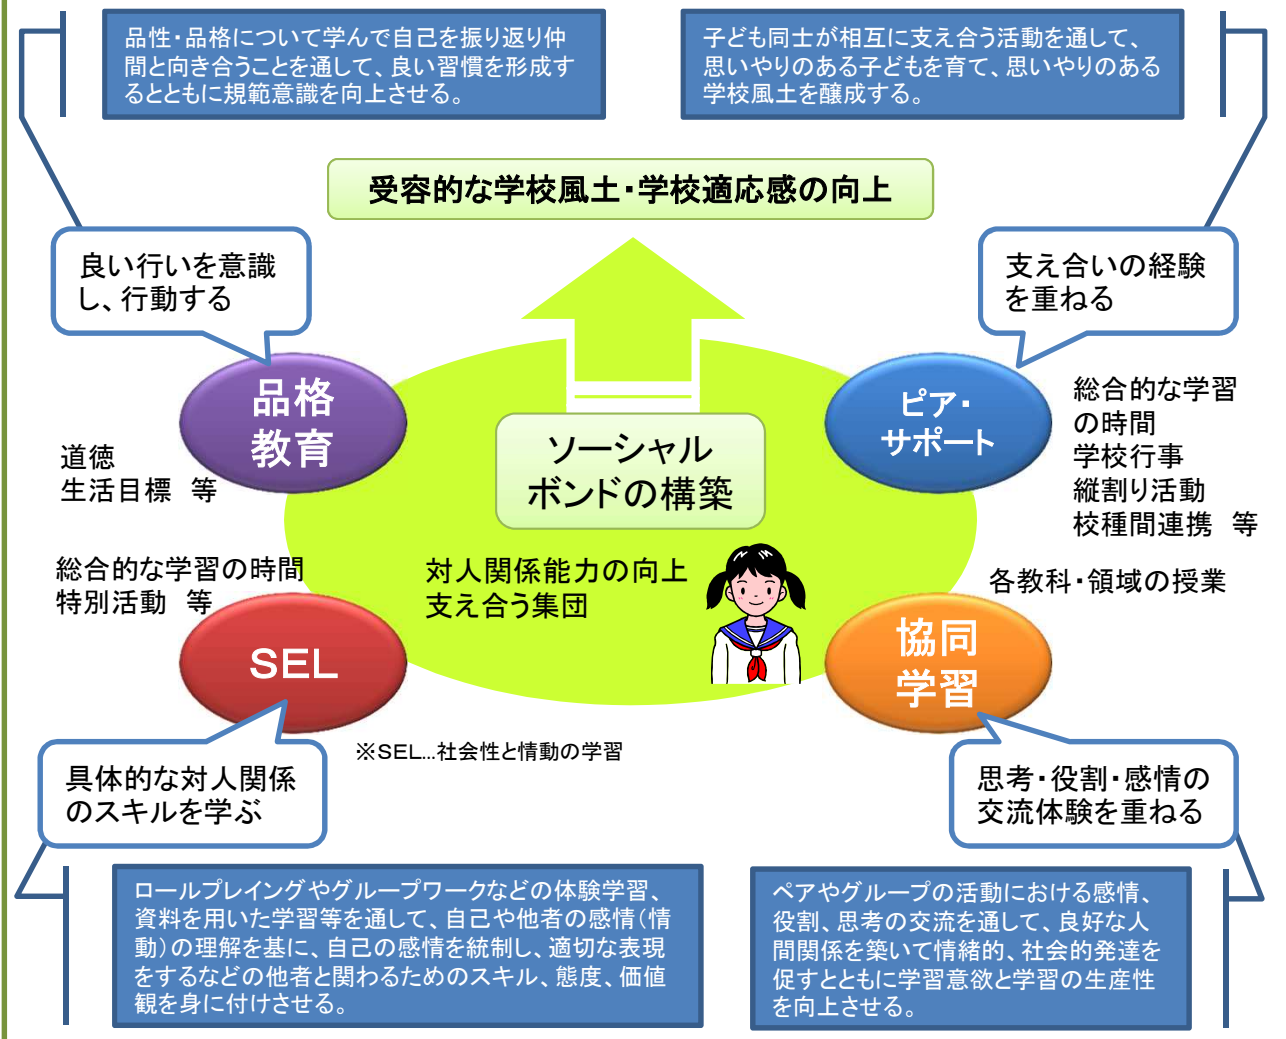 品性・品格について学んで自己を振り返り仲
間と向き合うことを通して、良い習慣を形成す
るとともに規範意識を向上させる。
子ども同士が相互に支え合う活動を通して、
思いやりのある子どもを育て、思いやりのある
学校風土を醸成する。
受容的な学校風土・学校適応感の向上
良い行いを意識
し、行動する
支え合いの経験
を重ねる
品格
教育
ピア・
サポート
道徳
生活目標 等
総合的な学習
の時間
学校行事
縦割り活動
校種間連携 等
ソーシャル
ボンドの構築
総合的な学習の時間
特別活動 等
対人関係能力の向上
支え合う集団
各教科・領域の授業
SEL
協同
学習
※SEL…社会性と情動の学習
具体的な対人関係
のスキルを学ぶ
思考・役割・感情の
交流体験を重ねる
ロールプレイングやグループワークなどの体験学習、
資料を用いた学習等を通して、自己や他者の感情（情
動）の理解を基に、自己の感情を統制し、適切な表現
をするなどの他者と関わるためのスキル、態度、価値
観を身に付けさせる。
ペアやグループの活動における感情、
役割、思考の交流を通して、良好な人
間関係を築いて情緒的、社会的発達を
促すとともに学習意欲と学習の生産性
を向上させる。